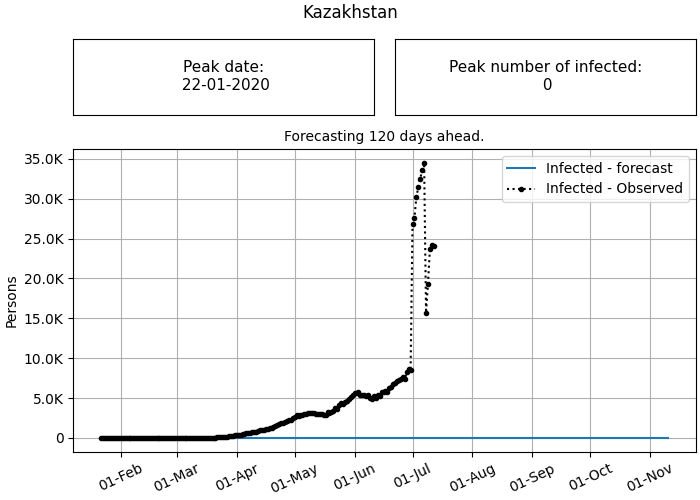 Kazakhstan
Peak date:
22-01-2020
Peak number of infected:
0
Forecasting 120 days ahead.
Infected - forecast
Infected - Observed
Persons
35.0K
30.0K
25.0K
20.0K
15.0K
10.0K
5.0K
0
01-Feb
01-Mar
01-Apr
01-May
01-Jun
01-Jul
01-Aug
01-Sep
01-Oct
01-Nov